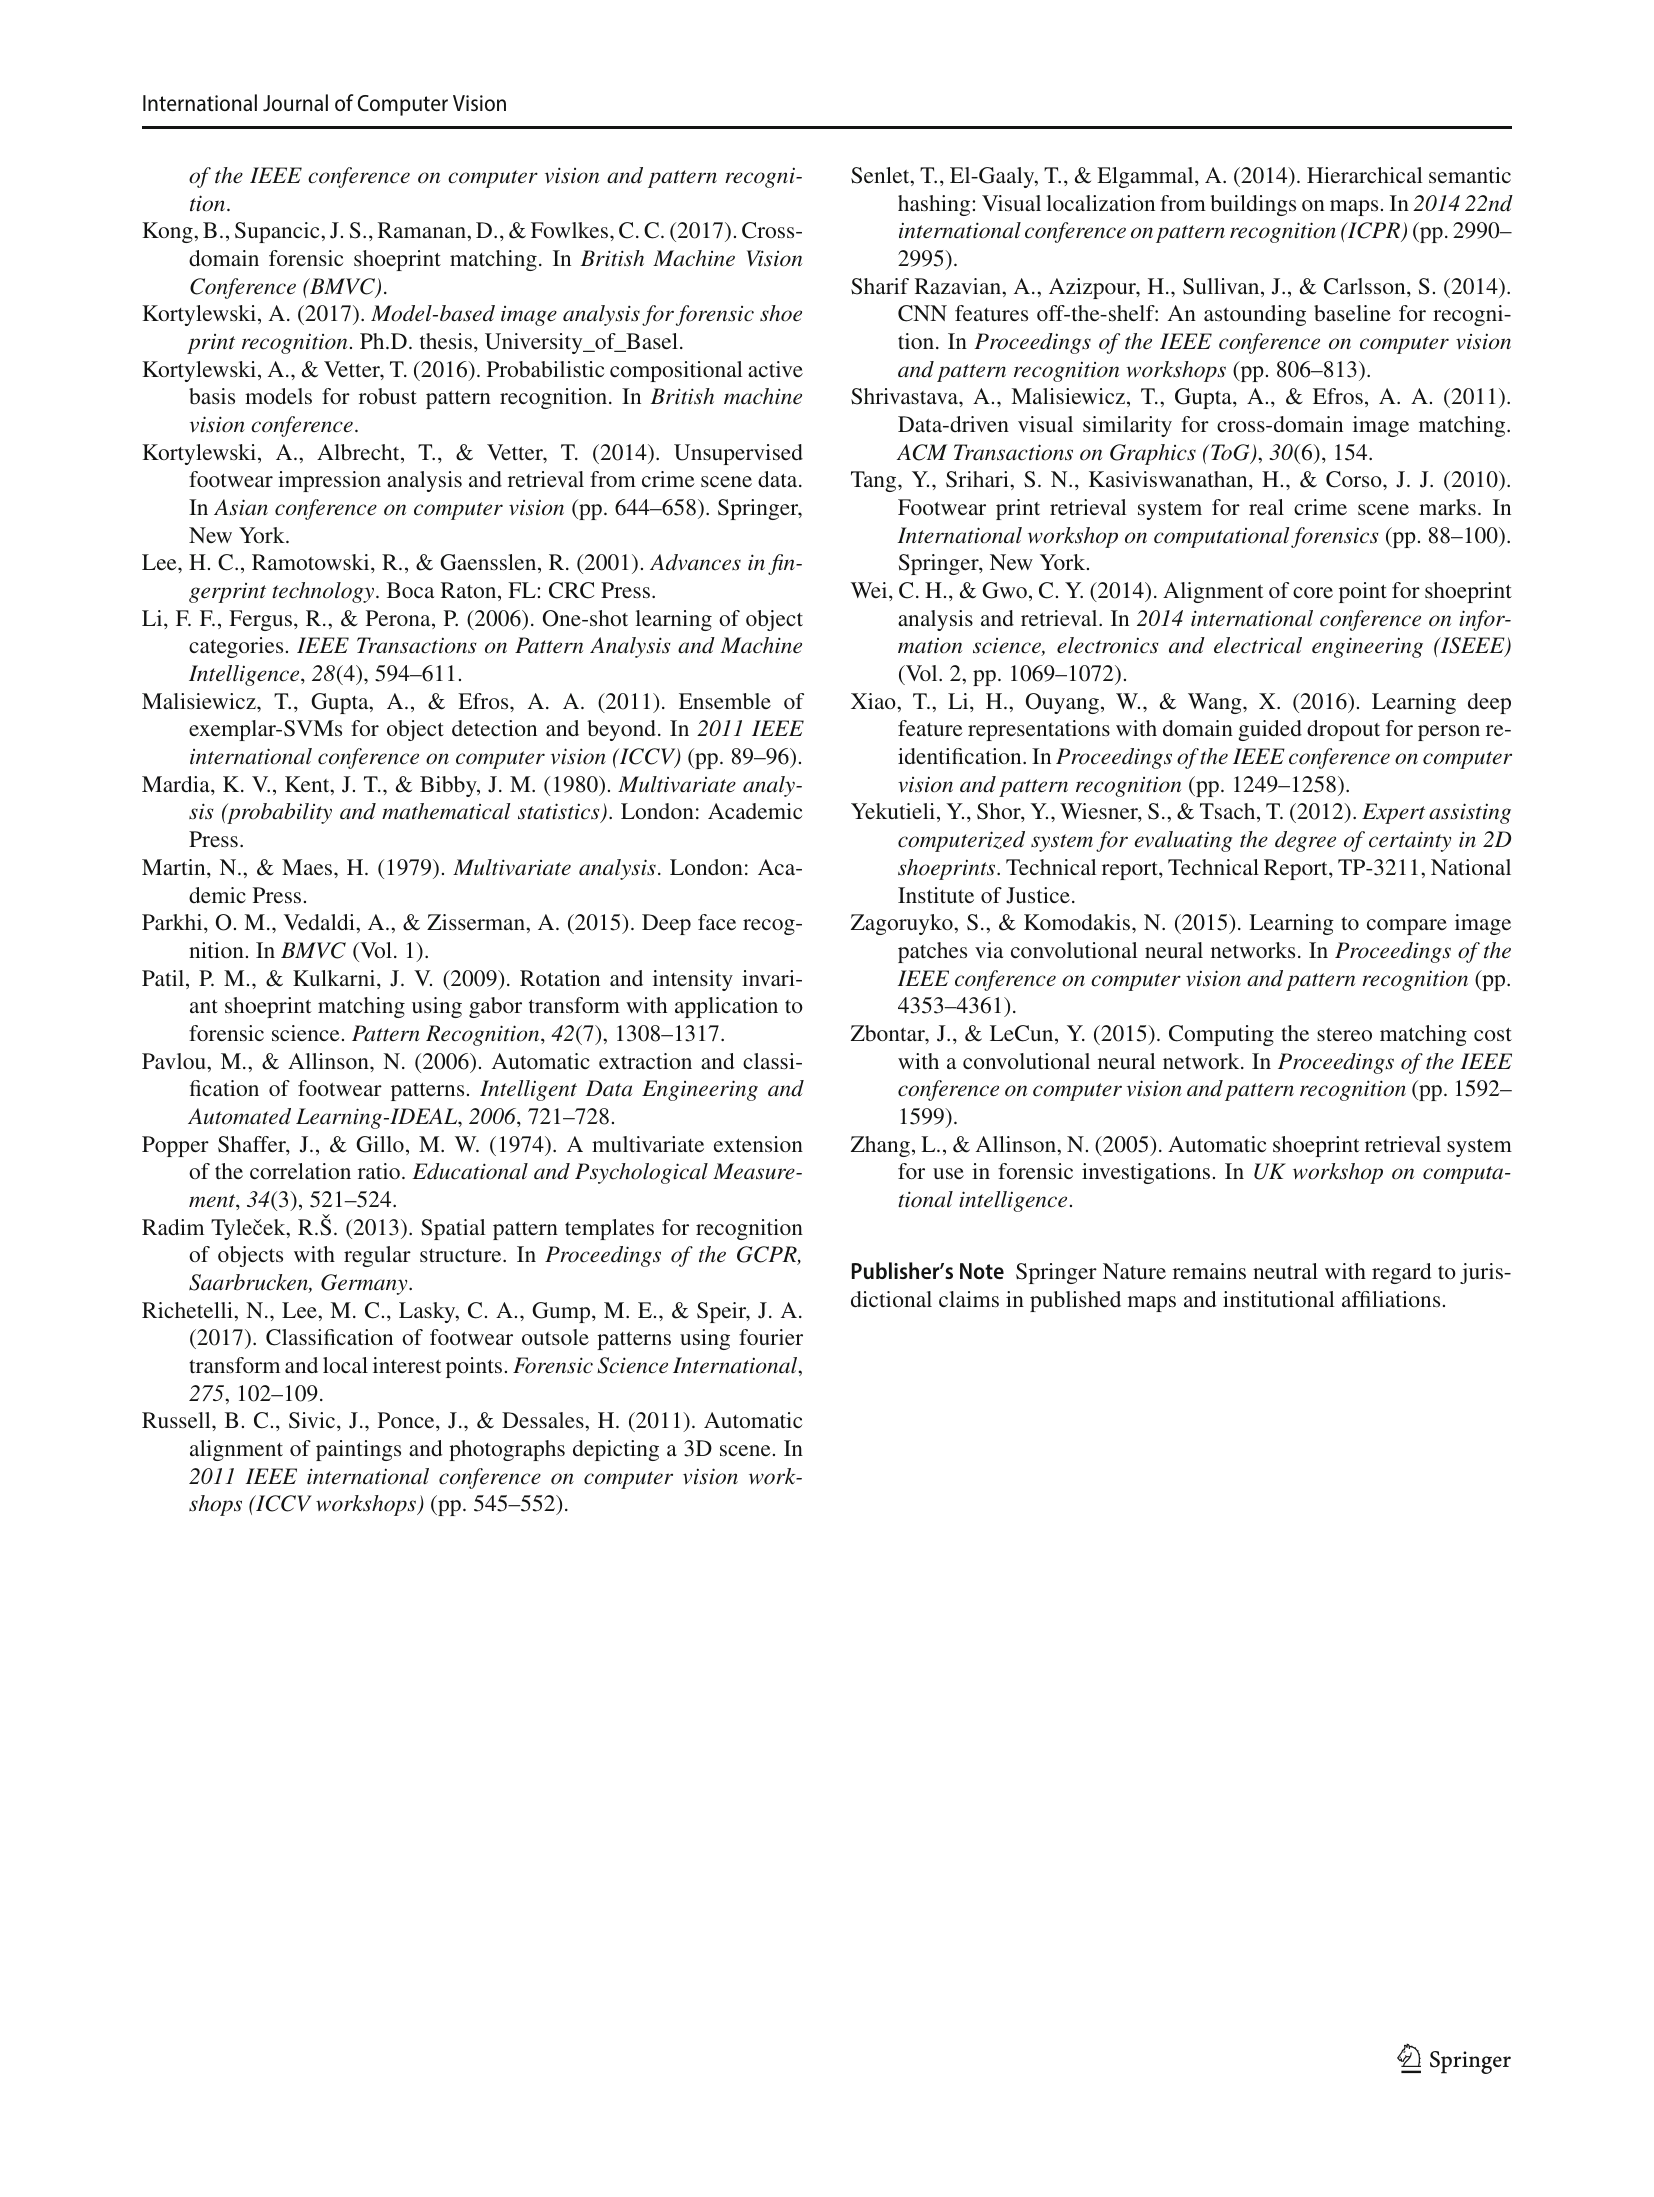 International Journal of Computer Vision
of the IEEE conference on computer vision and pattern recogni-
tion.
Kong, B., Supancic, J. S., Ramanan, D., & Fowlkes, C. C. (2017). Cross-
domain forensic shoeprint matching. In British Machine Vision
Conference (BMVC).
Kortylewski, A. (2017). Model-based image analysis for forensic shoe
print recognition. Ph.D. thesis, University_of_Basel.
Kortylewski, A., & Vetter, T. (2016). Probabilistic compositional active
basis models for robust pattern recognition. In British machine
vision conference.
Kortylewski, A., Albrecht, T., & Vetter, T. (2014). Unsupervised
footwear impression analysis and retrieval from crime scene data.
In Asian conference on computer vision (pp. 644–658). Springer,
New York.
Lee, H. C., Ramotowski, R., & Gaensslen, R. (2001). Advances in fin-
gerprint technology. Boca Raton, FL: CRC Press.
Li, F. F., Fergus, R., & Perona, P. (2006). One-shot learning of object
categories. IEEE Transactions on Pattern Analysis and Machine
Intelligence, 28(4), 594–611.
Malisiewicz, T., Gupta, A., & Efros, A. A. (2011). Ensemble of
exemplar-SVMs for object detection and beyond. In 2011 IEEE
international conference on computer vision (ICCV) (pp. 89–96).
Mardia, K. V., Kent, J. T., & Bibby, J. M. (1980). Multivariate analy-
sis (probability and mathematical statistics). London: Academic
Press.
Martin, N., & Maes, H. (1979). Multivariate analysis. London: Aca-
demic Press.
Parkhi, O. M., Vedaldi, A., & Zisserman, A. (2015). Deep face recog-
nition. In BMVC (Vol. 1).
Patil, P. M., & Kulkarni, J. V. (2009). Rotation and intensity invari-
ant shoeprint matching using gabor transform with application to
forensic science. Pattern Recognition, 42(7), 1308–1317.
Pavlou, M., & Allinson, N. (2006). Automatic extraction and classi-
fication of footwear patterns. Intelligent Data Engineering and
Automated Learning-IDEAL, 2006, 721–728.
Popper Shaffer, J., & Gillo, M. W. (1974). A multivariate extension
of the correlation ratio. Educational and Psychological Measure-
ment, 34(3), 521–524.
Radim Tyleček, R.Š. (2013). Spatial pattern templates for recognition
of objects with regular structure. In Proceedings of the GCPR,
Saarbrucken, Germany.
Richetelli, N., Lee, M. C., Lasky, C. A., Gump, M. E., & Speir, J. A.
(2017). Classification of footwear outsole patterns using fourier
transform and local interest points. Forensic Science International,
275, 102–109.
Russell, B. C., Sivic, J., Ponce, J., & Dessales, H. (2011). Automatic
alignment of paintings and photographs depicting a 3D scene. In
2011 IEEE international conference on computer vision work-
shops (ICCV workshops) (pp. 545–552).
Senlet, T., El-Gaaly, T., & Elgammal, A. (2014). Hierarchical semantic
hashing: Visual localization from buildings on maps. In 2014 22nd
international conference on pattern recognition (ICPR) (pp. 2990–
2995).
Sharif Razavian, A., Azizpour, H., Sullivan, J., & Carlsson, S. (2014).
CNN features off-the-shelf: An astounding baseline for recogni-
tion. In Proceedings of the IEEE conference on computer vision
and pattern recognition workshops (pp. 806–813).
Shrivastava, A., Malisiewicz, T., Gupta, A., & Efros, A. A. (2011).
Data-driven visual similarity for cross-domain image matching.
ACM Transactions on Graphics (ToG), 30(6), 154.
Tang, Y., Srihari, S. N., Kasiviswanathan, H., & Corso, J. J. (2010).
Footwear print retrieval system for real crime scene marks. In
International workshop on computational forensics (pp. 88–100).
Springer, New York.
Wei, C. H., & Gwo, C. Y. (2014). Alignment of core point for shoeprint
analysis and retrieval. In 2014 international conference on infor-
mation science, electronics and electrical engineering (ISEEE)
(Vol. 2, pp. 1069–1072).
Xiao, T., Li, H., Ouyang, W., & Wang, X. (2016). Learning deep
feature representations with domain guided dropout for person re-
identification. In Proceedings of the IEEE conference on computer
vision and pattern recognition (pp. 1249–1258).
Yekutieli, Y., Shor, Y., Wiesner, S., & Tsach, T. (2012). Expert assisting
computerized system for evaluating the degree of certainty in 2D
shoeprints. Technical report, Technical Report, TP-3211, National
Institute of Justice.
Zagoruyko, S., & Komodakis, N. (2015). Learning to compare image
patches via convolutional neural networks. In Proceedings of the
IEEE conference on computer vision and pattern recognition (pp.
4353–4361).
Zbontar, J., & LeCun, Y. (2015). Computing the stereo matching cost
with a convolutional neural network. In Proceedings of the IEEE
conference on computer vision and pattern recognition (pp. 1592–
1599).
Zhang, L., & Allinson, N. (2005). Automatic shoeprint retrieval system
for use in forensic investigations. In UK workshop on computa-
tional intelligence.
Publisher's Note Springer Nature remains neutral with regard to juris-
dictional claims in published maps and institutional affiliations.
Springer